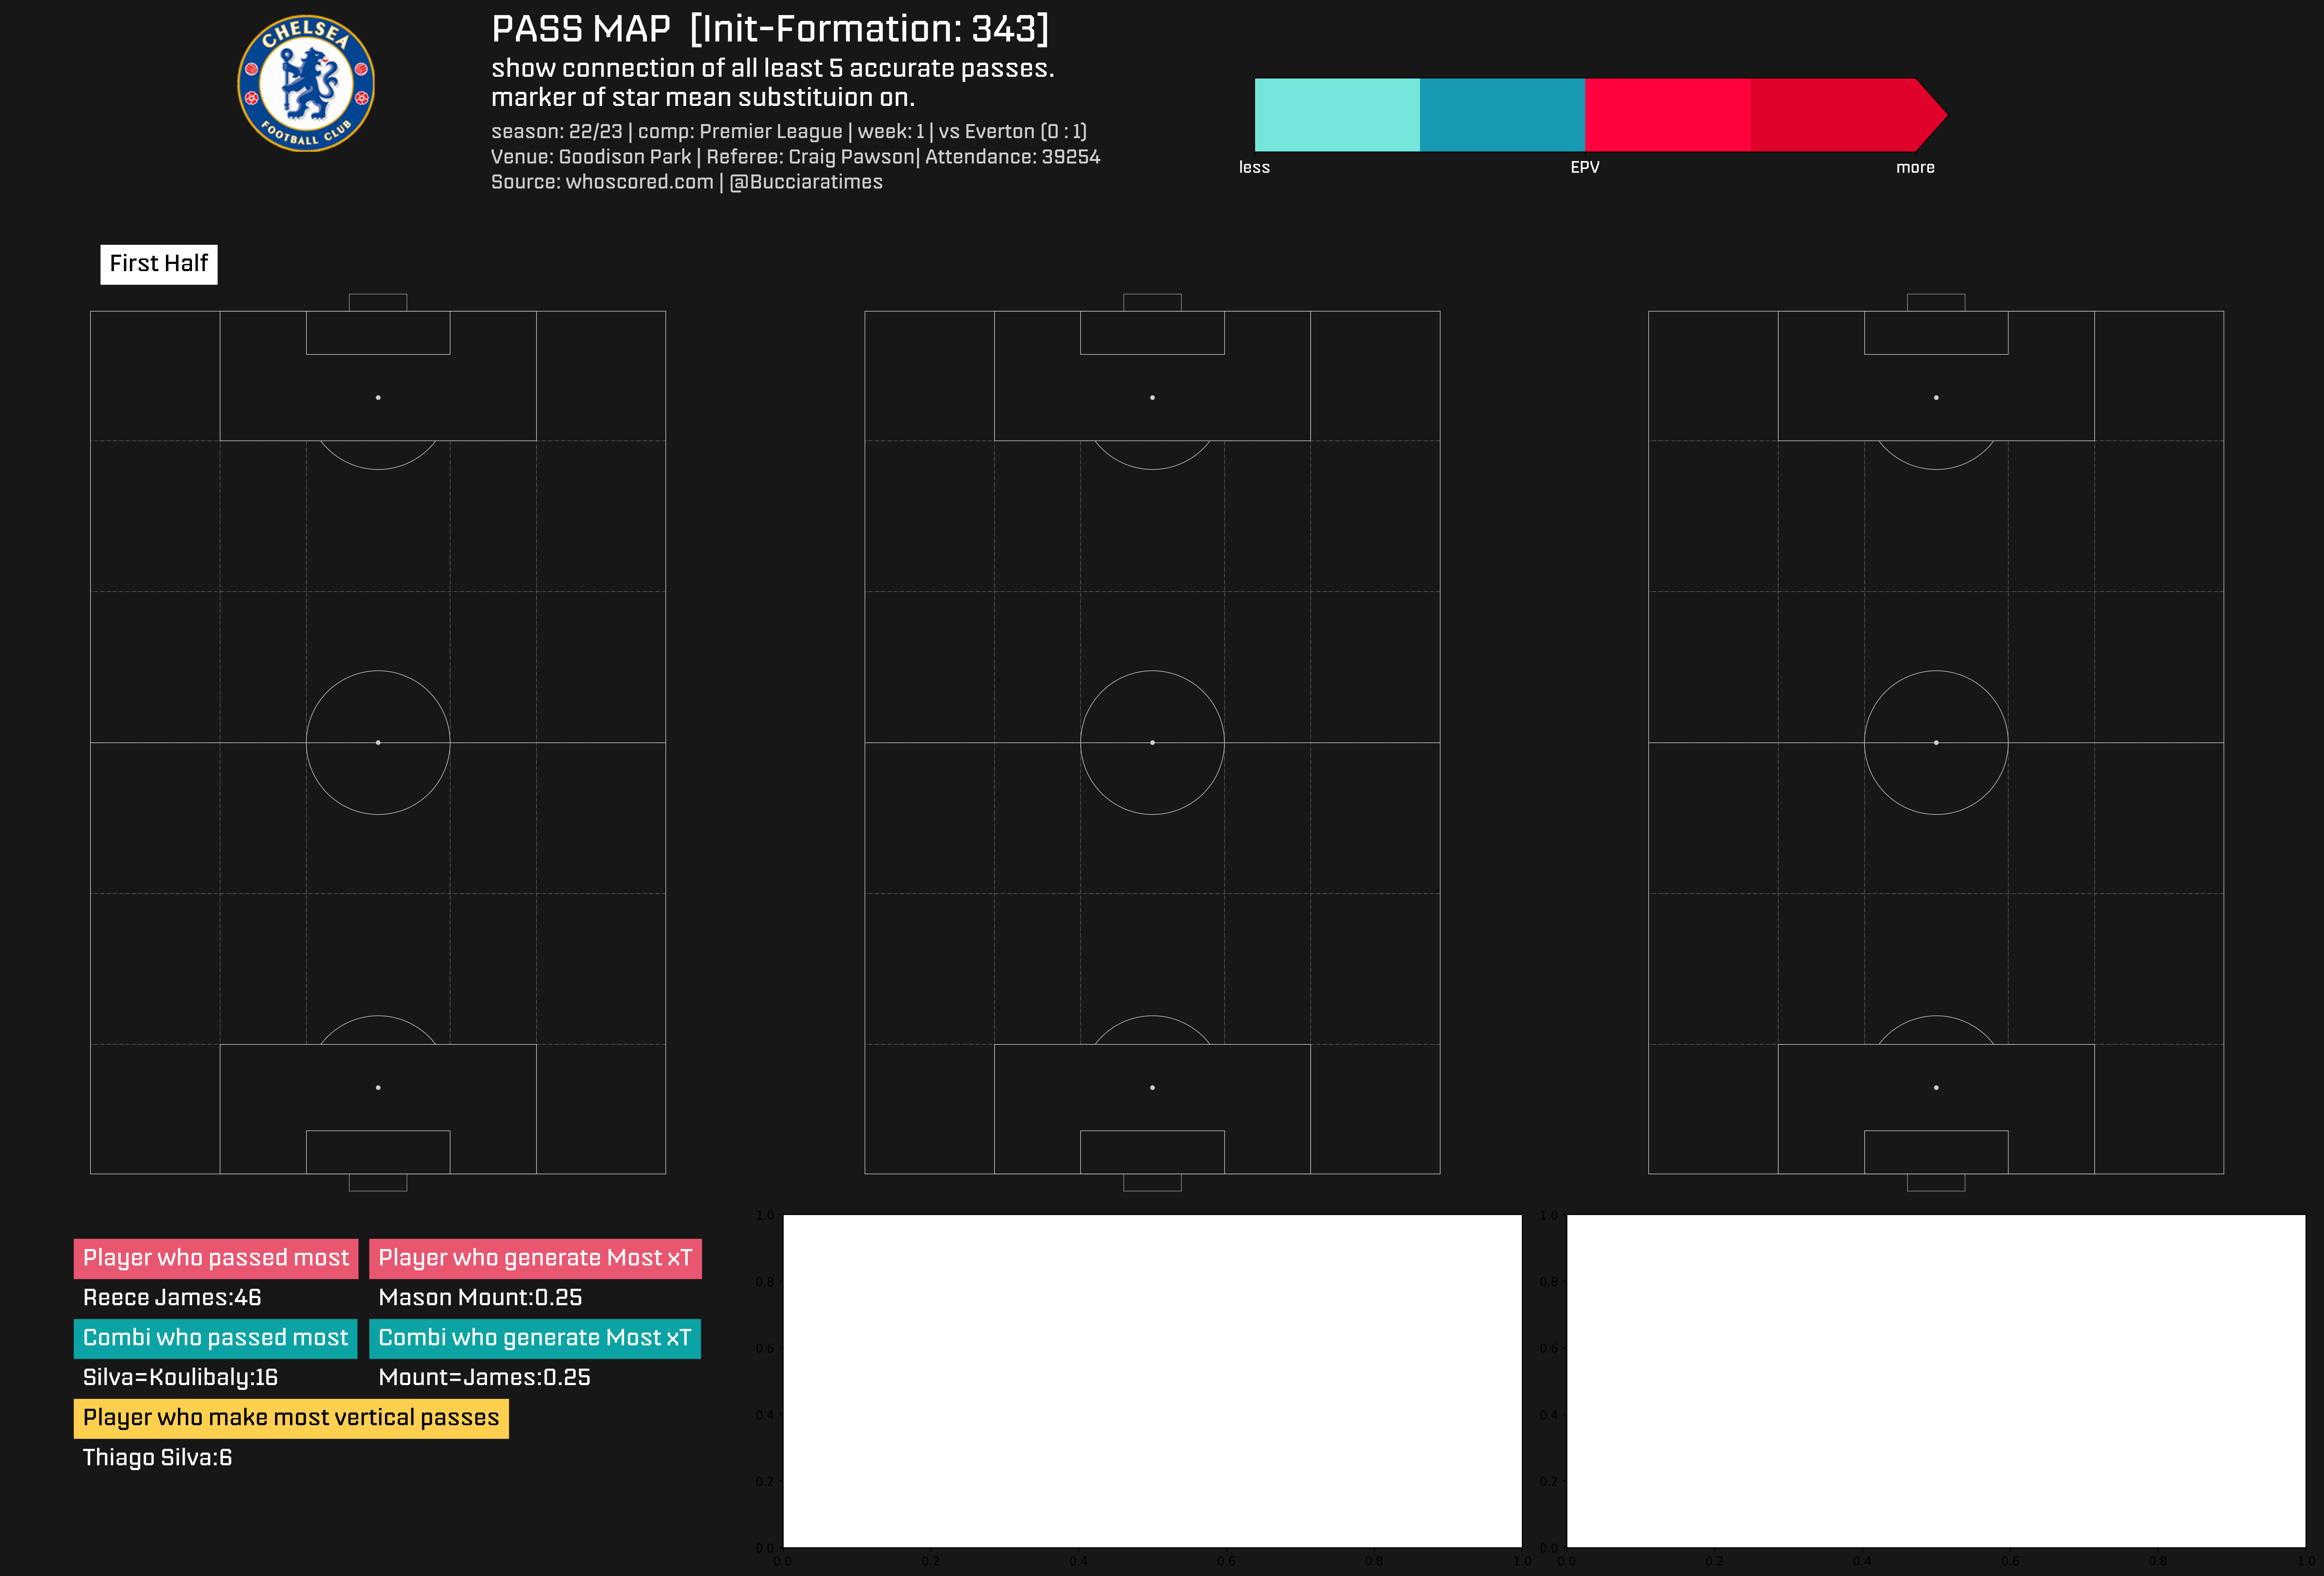 CHELSEA
FOOTBALL CLUB
PASS MAP [Init-Formation: 343]
show connection of all least 5 accurate passes.
marker of star mean substituion on.
season: 22/23 | comp: Premier League | week: 1 | vs Everton (0 : 1)
Venue: Goodison Park | Referee: Craig Pawson| Attendance: 39254
Source: whoscored.com | @Bucciaratimes
less EPV more
First Half
Player who passed most Player who generate Most xT
Reece James:46 Mason Mount:0.25
Combi who passed most Combi who generate Most xT
Silva=Koulibaly:16 Mount=James:0.25
Player who make most vertical passes
Thiago Silva:6
1.0
0.8
0.6
0.4
0.2
0.0
0.0 0.2 0.4 0.6 0.8 1.0
1.0
0.8
0.6
0.4
0.2
0.0
0.0 0.2 0.4 0.6 0.8 1.0